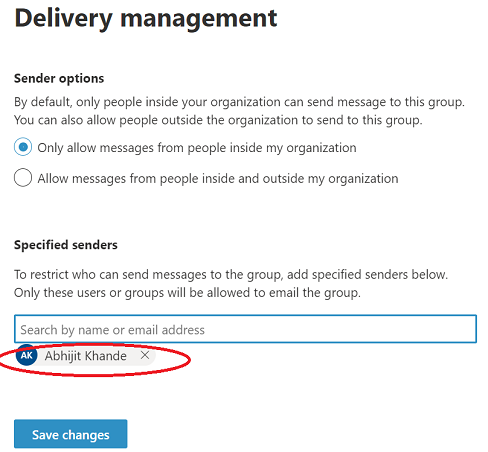 Delivery management
Sender options
By default, only people inside your organization can send message to this group.
You can also allow people outside the organization to send to this group.
Only allow messages from people inside my organization
Allow messages from people inside and outside my organization
Specified senders
To restrict who can send messages to the group, add specified senders below.
Only these users or groups will be allowed to email the group.
Search by name or email address
AK Abhijit Khande
Save changes